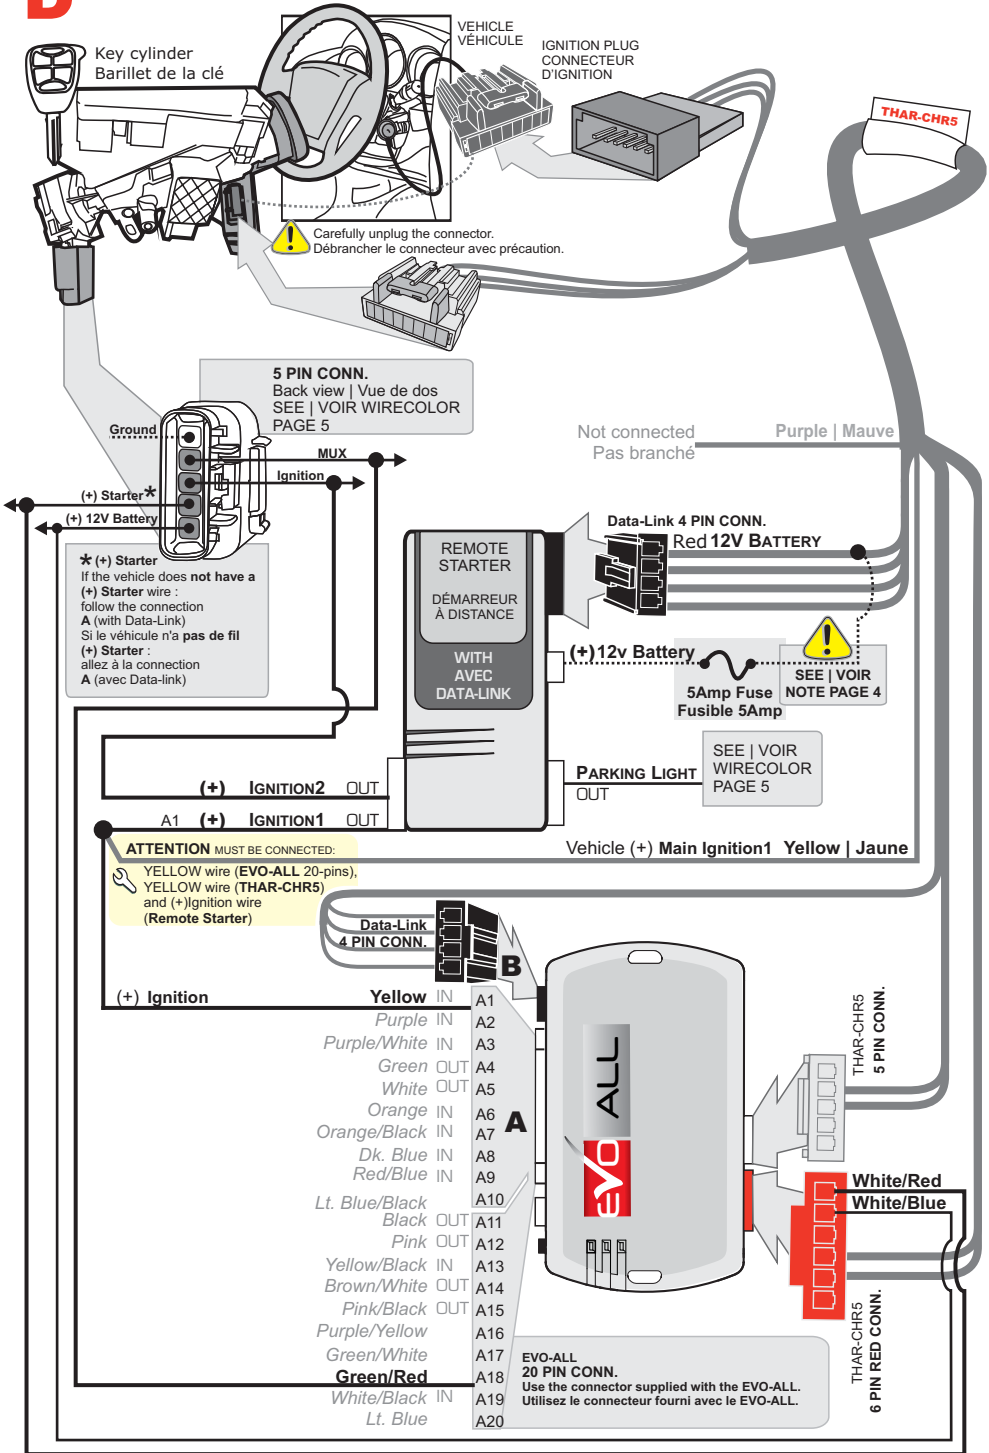 D
Key cylinder
Barillet de la clé
VEHICLE
VÉHICULE
IGNITION PLUG
CONNECTEUR
D'IGNITION
THAR-CHR5
Carefully unplug the connector.
Débrancher le connecteur avec précaution.
5 PIN CONN.
Back view | Vue de dos
SEE | VOIR WIRECOLOR
PAGE 5
Ground
MUX
Ignition
(+) Starter*
(+) 12V Battery
* (+) Starter
If the vehicle does not have a
(+) Starter wire :
follow the connection
A (with Data-Link)
Si le véhicule n'a pas de fil
(+) Starter :
allez à la connection
A (avec Data-link)
Not connected
Pas branché
Purple | Mauve
Data-Link 4 PIN CONN.
Red 12V BATTERY
REMOTE
STARTER
DÉMARREUR
À DISTANCE
WITH
AVEC
DATA-LINK
(+)12v Battery
5Amp Fuse
Fusible 5Amp
SEE | VOIR
NOTE PAGE 4
PARKING LIGHT
OUT
SEE | VOIR
WIRECOLOR
PAGE 5
(+) IGNITION2 OUT
A1 (+) IGNITION1 OUT
ATTENTION MUST BE CONNECTED:
YELLOW wire (EVO-ALL 20-pins),
YELLOW wire (THAR-CHR5)
and (+)Ignition wire
(Remote Starter)
Vehicle (+) Main Ignition1 Yellow | Jaune
Data-Link
4 PIN CONN.
B
(+) Ignition Yellow IN A1
Purple IN A2
Purple/White IN A3
Green OUT A4
White OUT A5
Orange IN A6
Orange/Black IN A7
Dk. Blue IN A8
Red/Blue IN A9
Lt. Blue/Black A10
Black OUT A11
Pink OUT A12
Yellow/Black IN A13
Brown/White OUT A14
Pink/Black OUT A15
Purple/Yellow A16
Green/White A17
Green/Red A18
White/Black IN A19
Lt. Blue A20
A
EVO ALL
THAR-CHR5
5 PIN CONN.
White/Red
White/Blue
THAR-CHR5
6 PIN RED CONN.
EVO-ALL
20 PIN CONN.
Use the connector supplied with the EVO-ALL.
Utilisez le connecteur fourni avec le EVO-ALL.